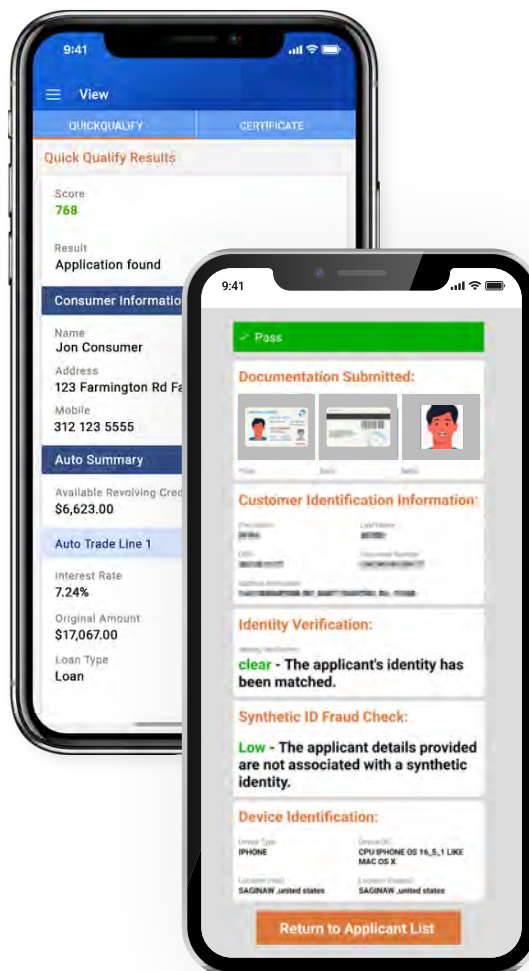 9:41
View
QUICKQUALIFY
CERTIFICATE
Quick Qualify Results
Score
768
Result
Application found
Consumer Informatio
Name
Jon Consumer
Address
123 Farmington Rd Fa
Mobile
312 123 5555
Auto Summary
Available Revolving Cred
$6,623.00
Auto Trade Line 1
Interest Rate
7.24%
Original Amount
$17,067.00
Loan Type
Loan
9:41
Pass
Documentation Submitted:
Customer Identification Information:
Identity Verification:
clear - The applicant's identity has
been matched.
Synthetic ID Fraud Check:
Low - The applicant details provided
are not associated with a synthetic
identity.
Device Identification:
Device Type
IPHONE
Device OS
CPU IPHONE OS 16_5_1 LIKE
MAC OS X
SAGINAW ,united states
SAGINAW ,united states
Return to Applicant List